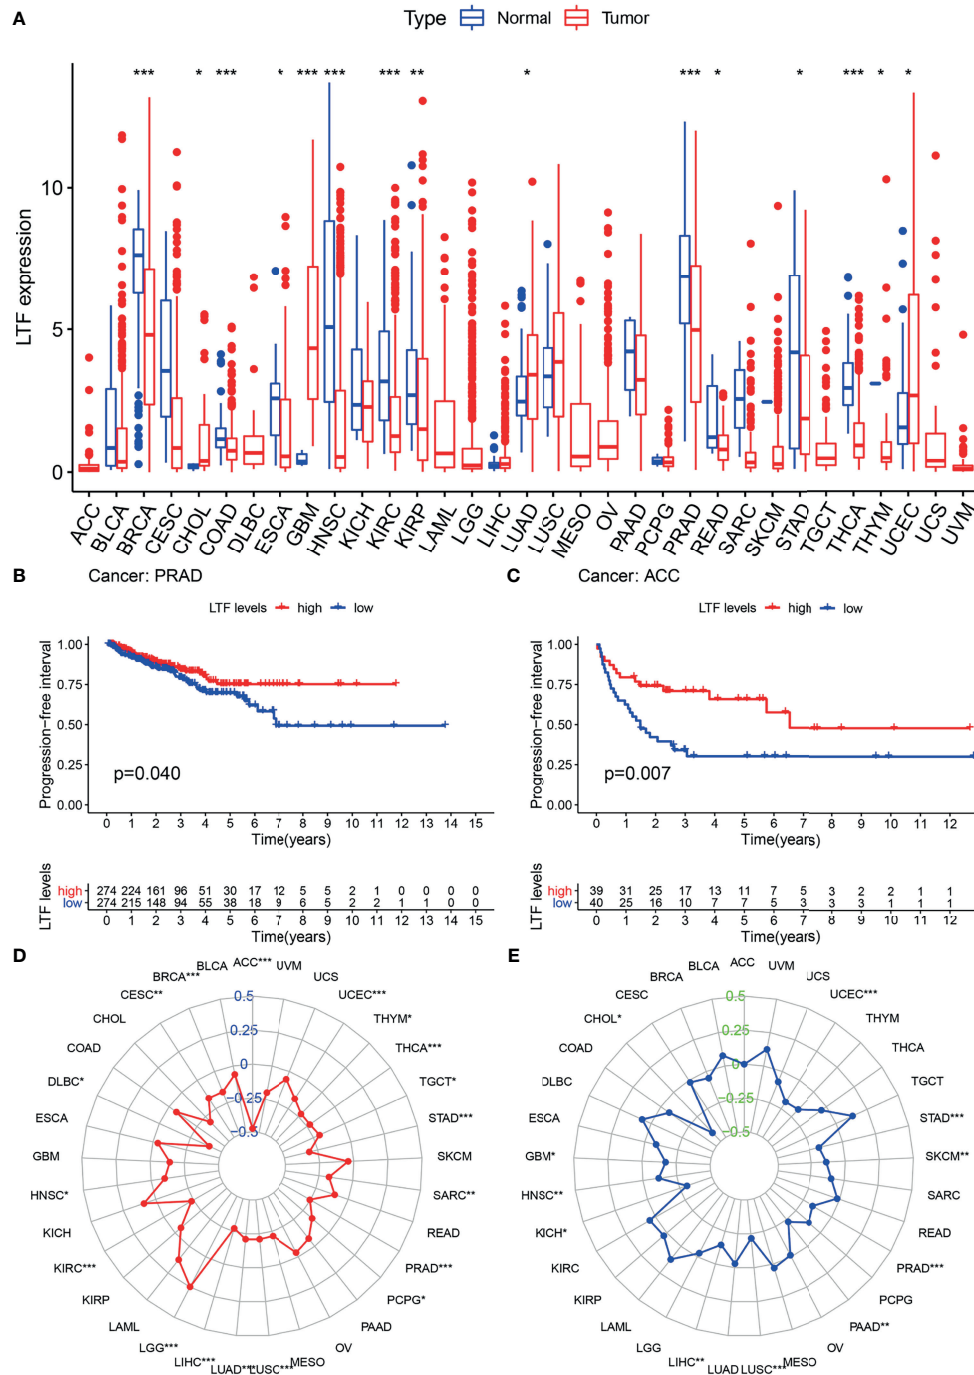 A
Type Normal Tumor
*** * *** * *** *** *** ** * *** * * *** * *
LTF expression
10
5
0
ACC BLCA BRCA CESC CHOL COAD DLBC ESCA GBM HNSC KICH KIRC KIRP LAML LGG LIHC LUAD LUSC MESO OV PAAD PCPG PRAD READ SARC SKCM STAD TGCT THCA THYM UCEC UCS UVM
B Cancer: PRAD
LTF levels high low
Progression-free interval
1.00
0.75
0.50
0.25
0.00
p=0.040
0 1 2 3 4 5 6 7 8 9 10 11 12 13 14 15
Time(years)
LTF levels
high 274 224 161 96 51 30 17 12 5 5 2 1 0 0 0 0
low 274 215 148 94 55 38 18 9 6 5 2 2 1 1 0 0
0 1 2 3 4 5 6 7 8 9 10 11 12 13 14 15
Time(years)
C Cancer: ACC
LTF levels high low
Progression-free interval
1.00
0.75
0.50
0.25
0.00
p=0.007
0 1 2 3 4 5 6 7 8 9 10 11 12
Time(years)
LTF levels
high 39 31 25 17 13 11 7 5 3 2 2 1 1
low 40 25 16 10 7 7 5 3 3 3 1 1 1
0 1 2 3 4 5 6 7 8 9 10 11 12
Time(years)
D
ACC***
BLCA
BRCA***
CESC**
CHOL
COAD
DLBC*
ESCA
GBM
HNSC*
KICH
KIRC***
KIRP
LAML
LGG***
LIHC***
LUAD***
LUSC***
MESO
OV
PAAD
PCPG*
PRAD***
READ
SARC**
SKCM
STAD***
TGCT*
THCA***
THYM*
UCEC***
UCS
UVM
0.5
0.25
0
-0.25
-0.5
E
ACC
BLCA
BRCA
CESC
CHOL*
COAD
DLBC
ESCA
GBM*
HNSC**
KICH*
KIRC
KIRP
LAML
LGG
LIHC**
LUAD
LUSC***
MESO
OV
PAAD**
PCPG
PRAD***
READ
SARC
SKCM**
STAD***
TGCT
THCA
THYM
UCEC***
UCS
UVM
0.5
0.25
0
-0.25
-0.5